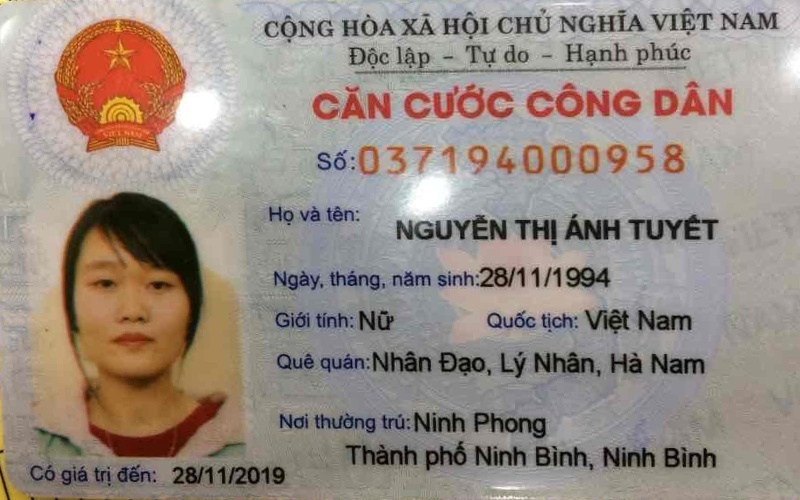 CỘNG HÒA XÃ HỘI CHỦ NGHĨA VIỆT NAM
Độc lập – Tự do – Hạnh phúc
CĂN CƯỚC CÔNG DÂN
Số: 037194000958
Họ và tên: NGUYỄN THỊ ÁNH TUYẾT
Ngày, tháng, năm sinh: 28/11/1994
Giới tính: Nữ Quốc tịch: Việt Nam
Quê quán: Nhân Đạo, Lý Nhân, Hà Nam
Nơi thường trú: Ninh Phong
Thành phố Ninh Bình, Ninh Bình
Có giá trị đến: 28/11/2019
VIỆT NAM